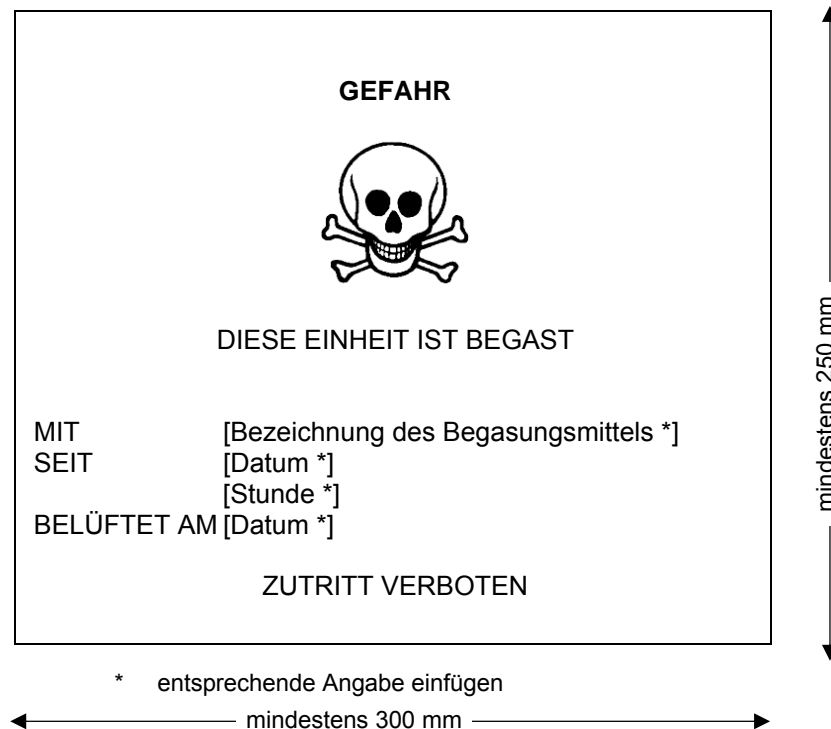 GEFAHR
DIESE EINHEIT IST BEGAST
MIT [Bezeichnung des Begasungsmittels *]
SEIT [Datum *]
[Stunde *]
BELÜFTET AM [Datum *]
ZUTRITT VERBOTEN
* entsprechende Angabe einfügen
mindestens 300 mm
mindestens 250 mm